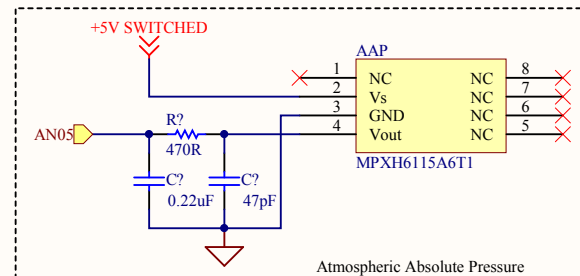 +5V SWITCHED
AAP
1 NC NC 8
2 Vs NC 7
3 GND NC 6
4 Vout NC 5
MPXH6115A6T1
R?
AN05
470R
C? C?
0.22uF 47pF
Atmospheric Absolute Pressure